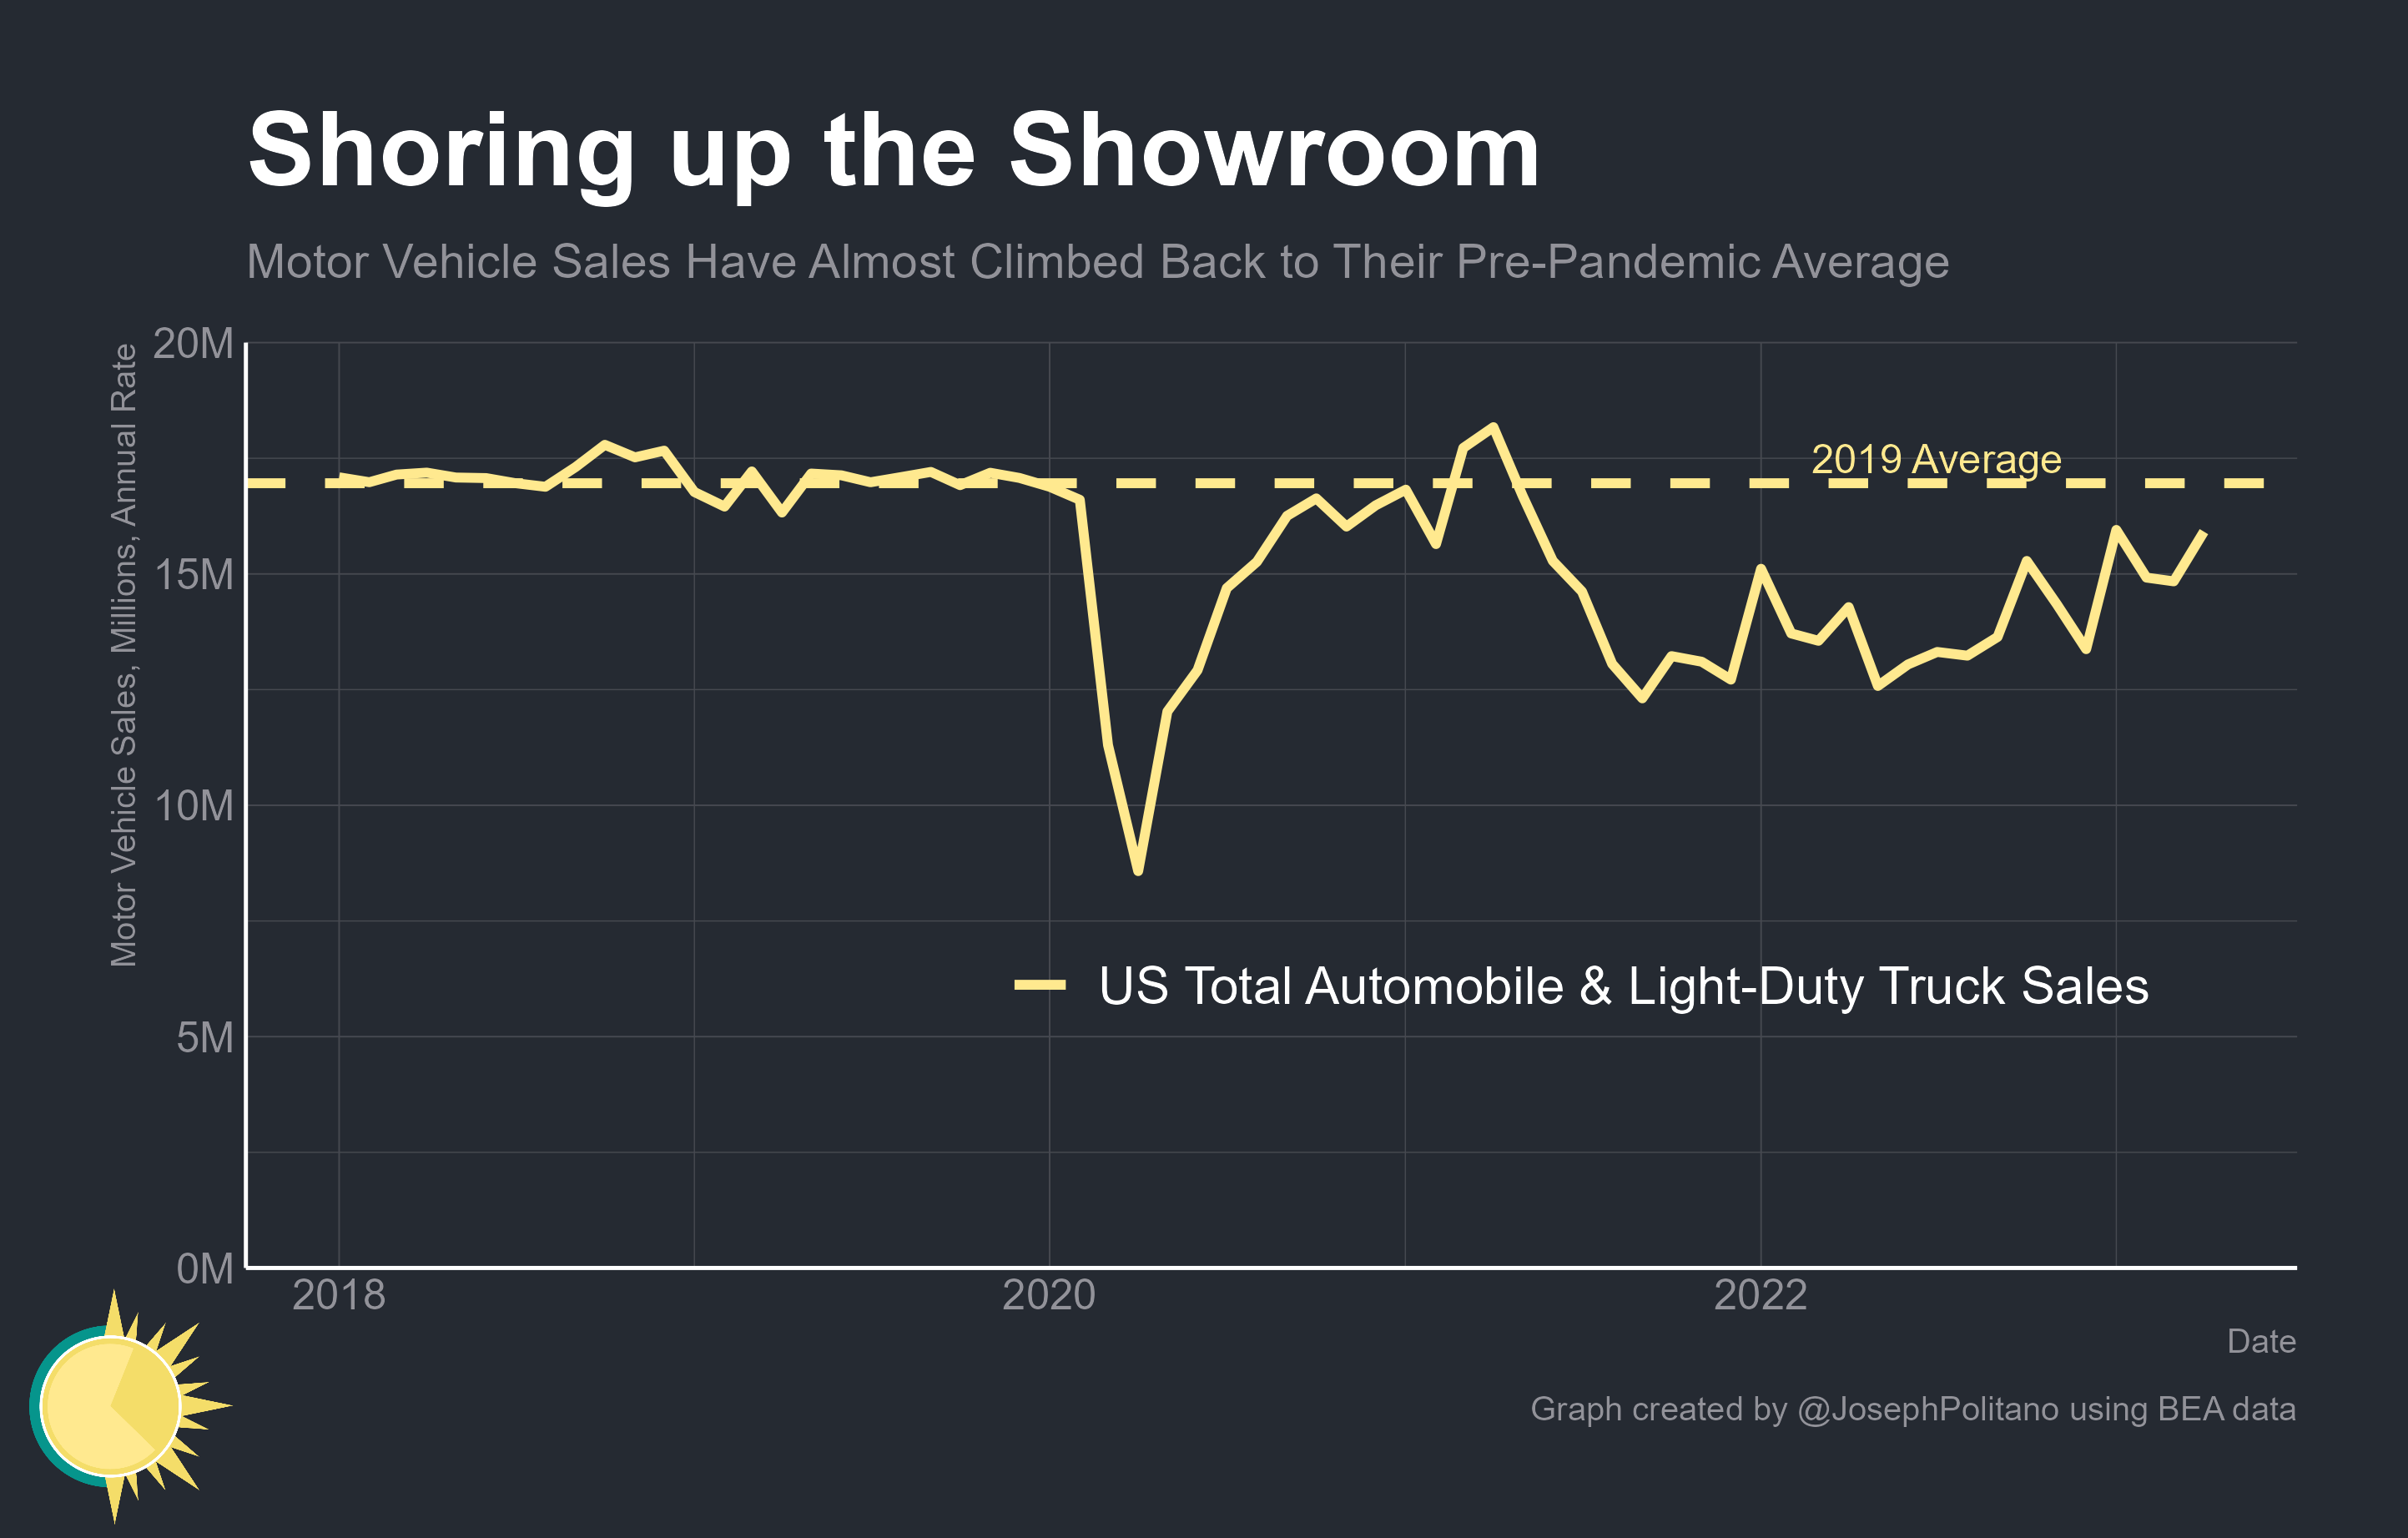 Shoring up the Showroom
Motor Vehicle Sales Have Almost Climbed Back to Their Pre-Pandemic Average
Motor Vehicle Sales, Millions, Annual Rate
20M
15M
10M
5M
0M
2019 Average
US Total Automobile & Light-Duty Truck Sales
2018
2020
2022
Date
Graph created by @JosephPolitano using BEA data